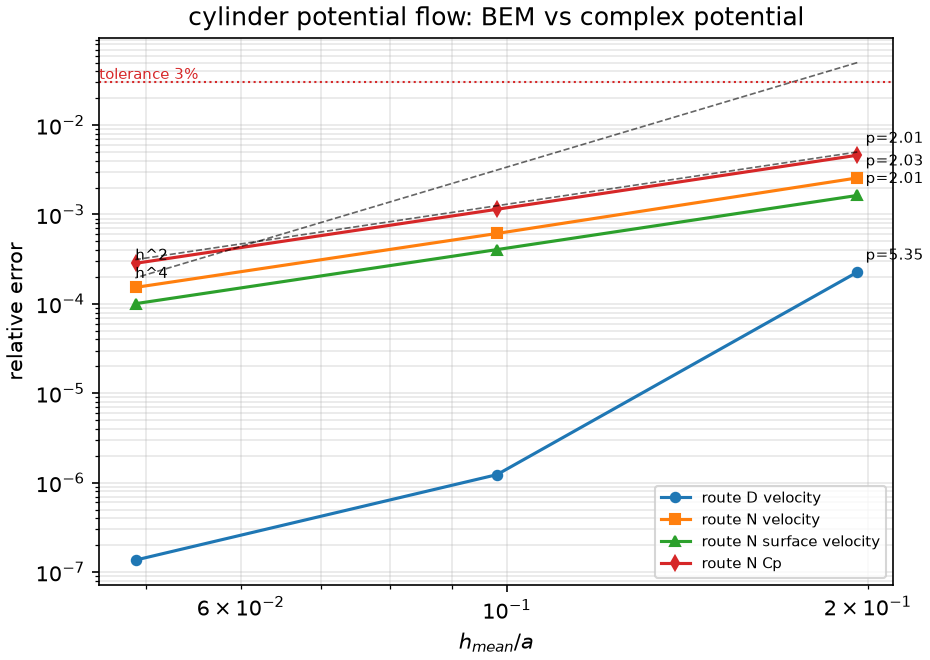 cylinder potential flow: BEM vs complex potential
tolerance 3%
10⁻²
p=2.01
p=2.03
p=2.01
10⁻³
h^2
h^4
p=5.35
10⁻⁴
relative error
10⁻⁵
10⁻⁶
10⁻⁷
route D velocity
route N velocity
route N surface velocity
route N Cp
6 × 10⁻²
10⁻¹
2 × 10⁻¹
h_mean/a